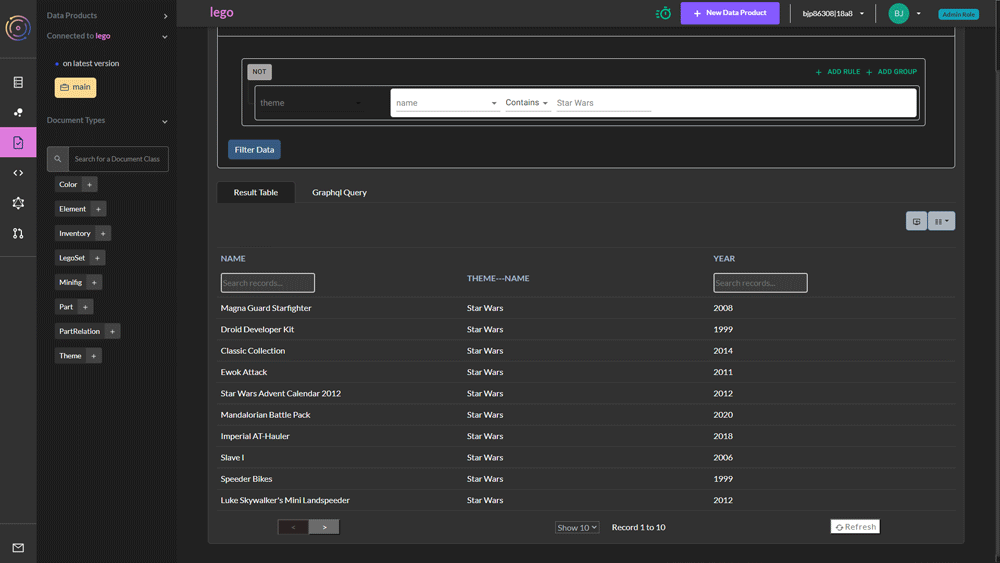 Data Products
lego
+ New Data Product
bjp86308|18a8
BJ
Admin Role
Connected to lego
on latest version
main
Document Types
Search for a Document Class
Color +
Element +
Inventory +
LegoSet +
Minifig +
Part +
PartRelation +
Theme +
NOT
+ ADD RULE + ADD GROUP
theme name Contains Star Wars
Filter Data
Result Table Graphql Query
NAME THEME---NAME YEAR
Search records... Search records...
Magna Guard Starfighter Star Wars 2008
Droid Developer Kit Star Wars 1999
Classic Collection Star Wars 2014
Ewok Attack Star Wars 2011
Star Wars Advent Calendar 2012 Star Wars 2012
Mandalorian Battle Pack Star Wars 2020
Imperial AT-Hauler Star Wars 2018
Slave I Star Wars 2006
Speeder Bikes Star Wars 1999
Luke Skywalker's Mini Landspeeder Star Wars 2012
< > Show 10 Record 1 to 10 Refresh